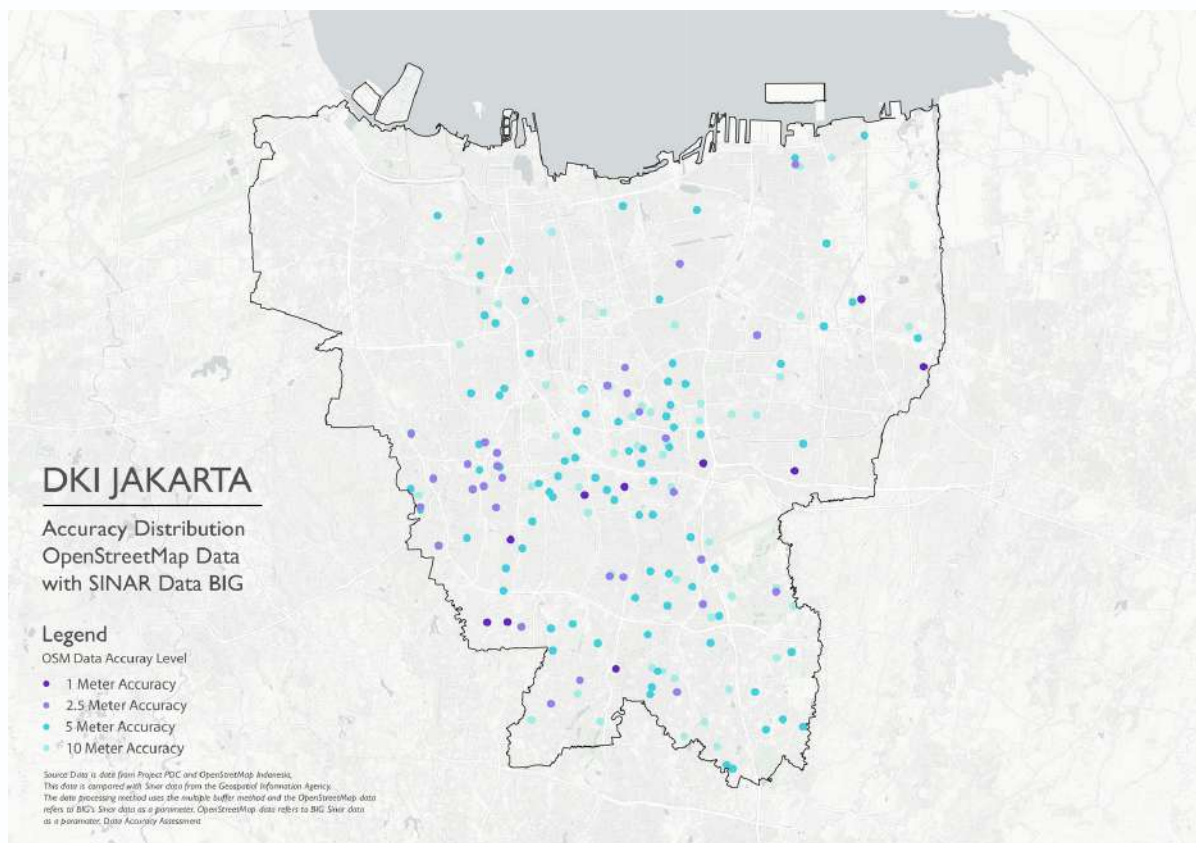 DKI JAKARTA
Accuracy Distribution
OpenStreetMap Data
with SINAR Data BIG
Legend
OSM Data Accuray Level
1 Meter Accuracy
2.5 Meter Accuracy
5 Meter Accuracy
10 Meter Accuracy
Source Data is data from Project PDC and OpenStreetMap Indonesia,
This data is compared with Sinar data from the Geospatial Information Agency.
The data processing method uses the multiple buffer method and the OpenStreetMap data
refers to BIG's Sinar data as a parameter. OpenStreetMap data refers to BIG Sinar data
as a parameter. Data Accuracy Assessment